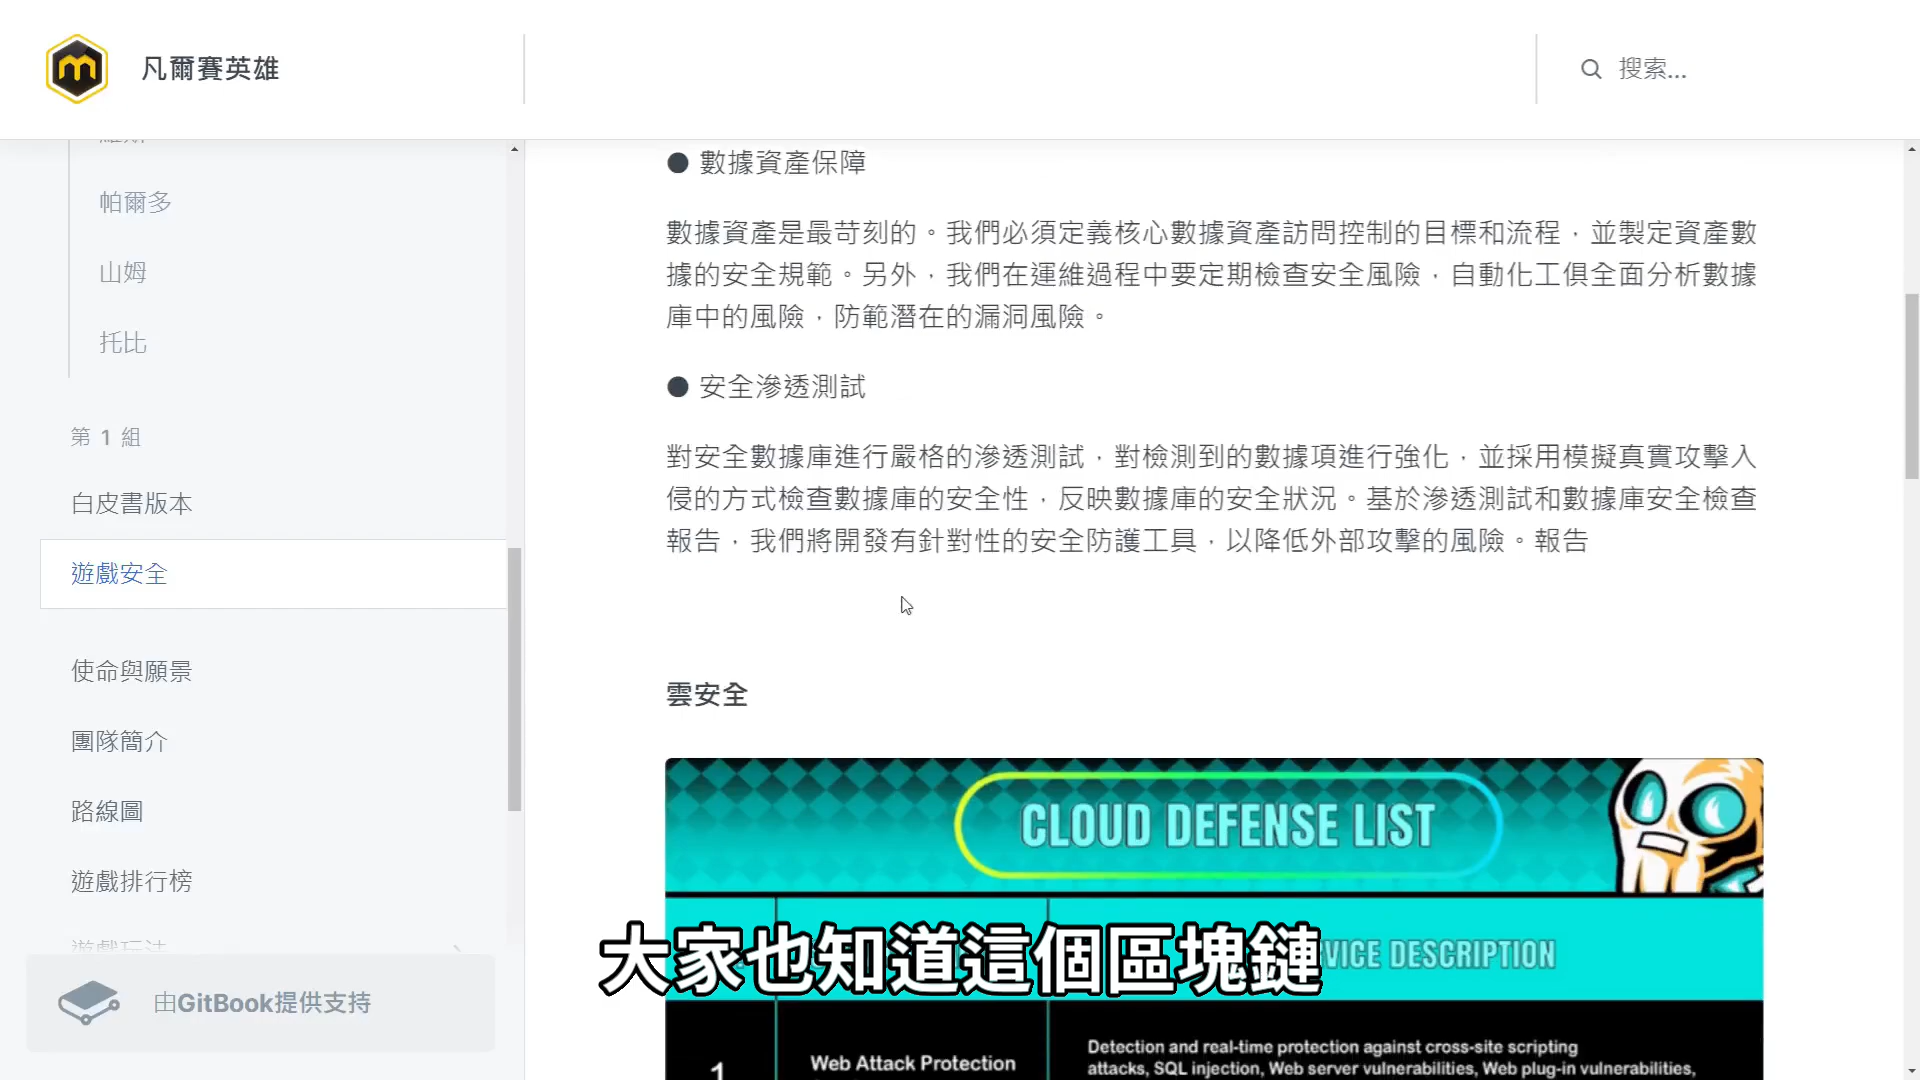 凡爾賽英雄
搜索...
帕爾多
山姆
托比
第 1 組
白皮書版本
遊戲安全
使命與願景
團隊簡介
路線圖
遊戲排行榜
遊戲玩法
由GitBook提供支持
● 數據資產保障
數據資產是最苛刻的。我們必須定義核心數據資產訪問控制的目標和流程，並製定資產數
據的安全規範。另外，我們在運維過程中要定期檢查安全風險，自動化工俱全面分析數據
庫中的風險，防範潛在的漏洞風險。
● 安全滲透測試
對安全數據庫進行嚴格的滲透測試，對檢測到的數據項進行強化，並採用模擬真實攻擊入
侵的方式檢查數據庫的安全性，反映數據庫的安全狀況。基於滲透測試和數據庫安全檢查
報告，我們將開發有針對性的安全防護工具，以降低外部攻擊的風險。報告
雲安全
CLOUD DEFENSE LIST
DESCRIPTION
大家也知道這個區塊鏈
1
Web Attack Protection
Detection and real-time protection against cross-site scripting
attacks, SQL injection, Web server vulnerabilities, Web plug-in vulnerabilities,